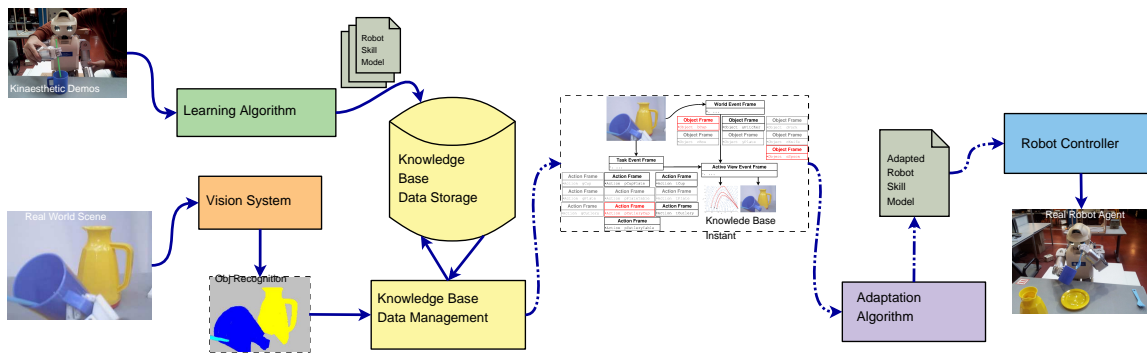 Kinaesthetic Demos
Learning Algorithm
Robot
Skill
Model
Real World Scene
Vision System
Obj Recognition
Knowledge
Base
Data Storage
Knowledge Base
Data Management
World Event Frame
Object Frame
Object Frame
Object Frame
Object Frame
Object Frame
Object Frame
Object Frame
Task Event Frame
Active View Event Frame
Action Frame
Action Frame
Action Frame
Action Frame
Action Frame
Action Frame
Action Frame
Action Frame
Action Frame
Action Frame
Knowlede Base
Instant
Adaptation
Algorithm
Adapted
Robot
Skill
Model
Robot Controller
Real Robot Agent